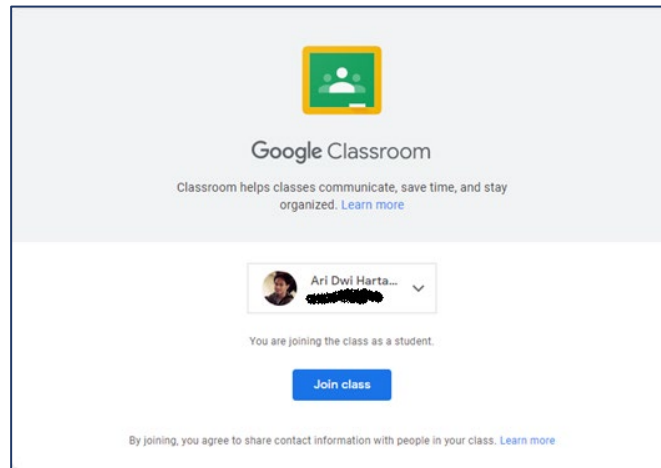 Google Classroom
Classroom helps classes communicate, save time, and stay
organized. Learn more
Ari Dwi Harta...
You are joining the class as a student.
Join class
By joining, you agree to share contact information with people in your class. Learn more